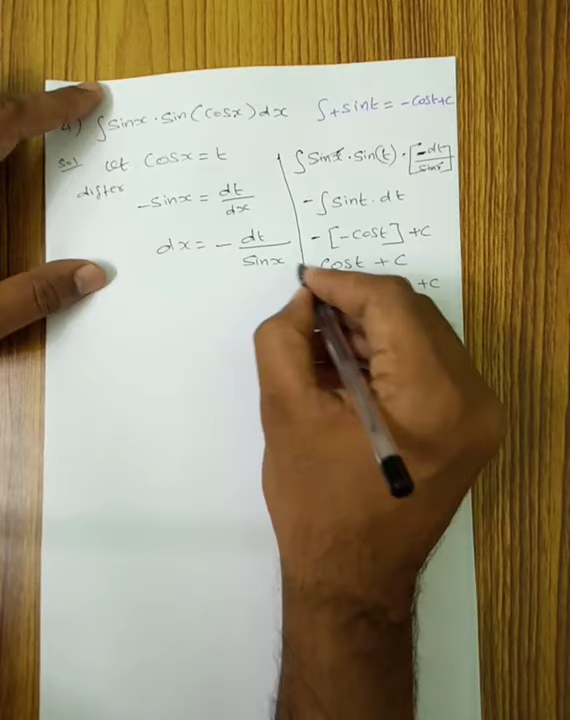 4) ∫ sinx · sin(cosx) dx    ∫ + sint = -cost+c
Sol let cosx = t
differ
-sinx = dt/dx
dx = - dt/sinx
∫ sinx · sin(t) · [-dt/sinx]
- ∫ sint · dt
- [-cost] + c
cost + c
+ c